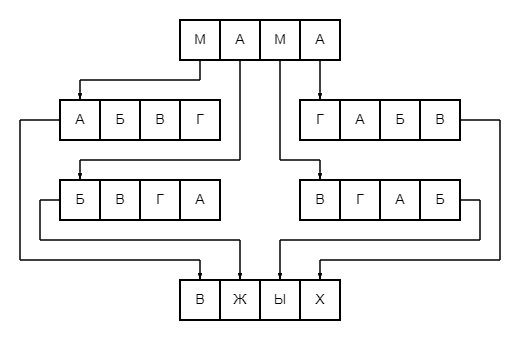 М А М А
А Б В Г
Г А Б В
Б В Г А
В Г А Б
В Ж Ы Х